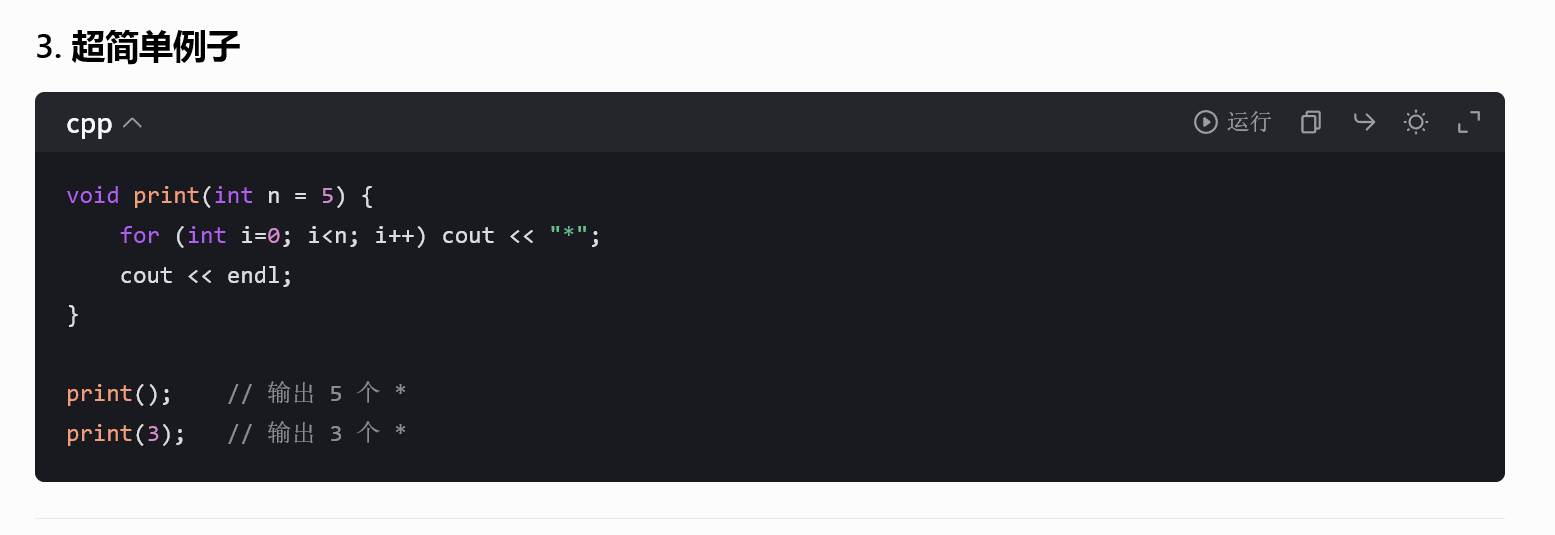 3. 超简单例子
cpp
运行
void print(int n = 5) {
    for (int i=0; i<n; i++) cout << "*";
    cout << endl;
}
print();    // 输出 5 个 *
print(3);   // 输出 3 个 *